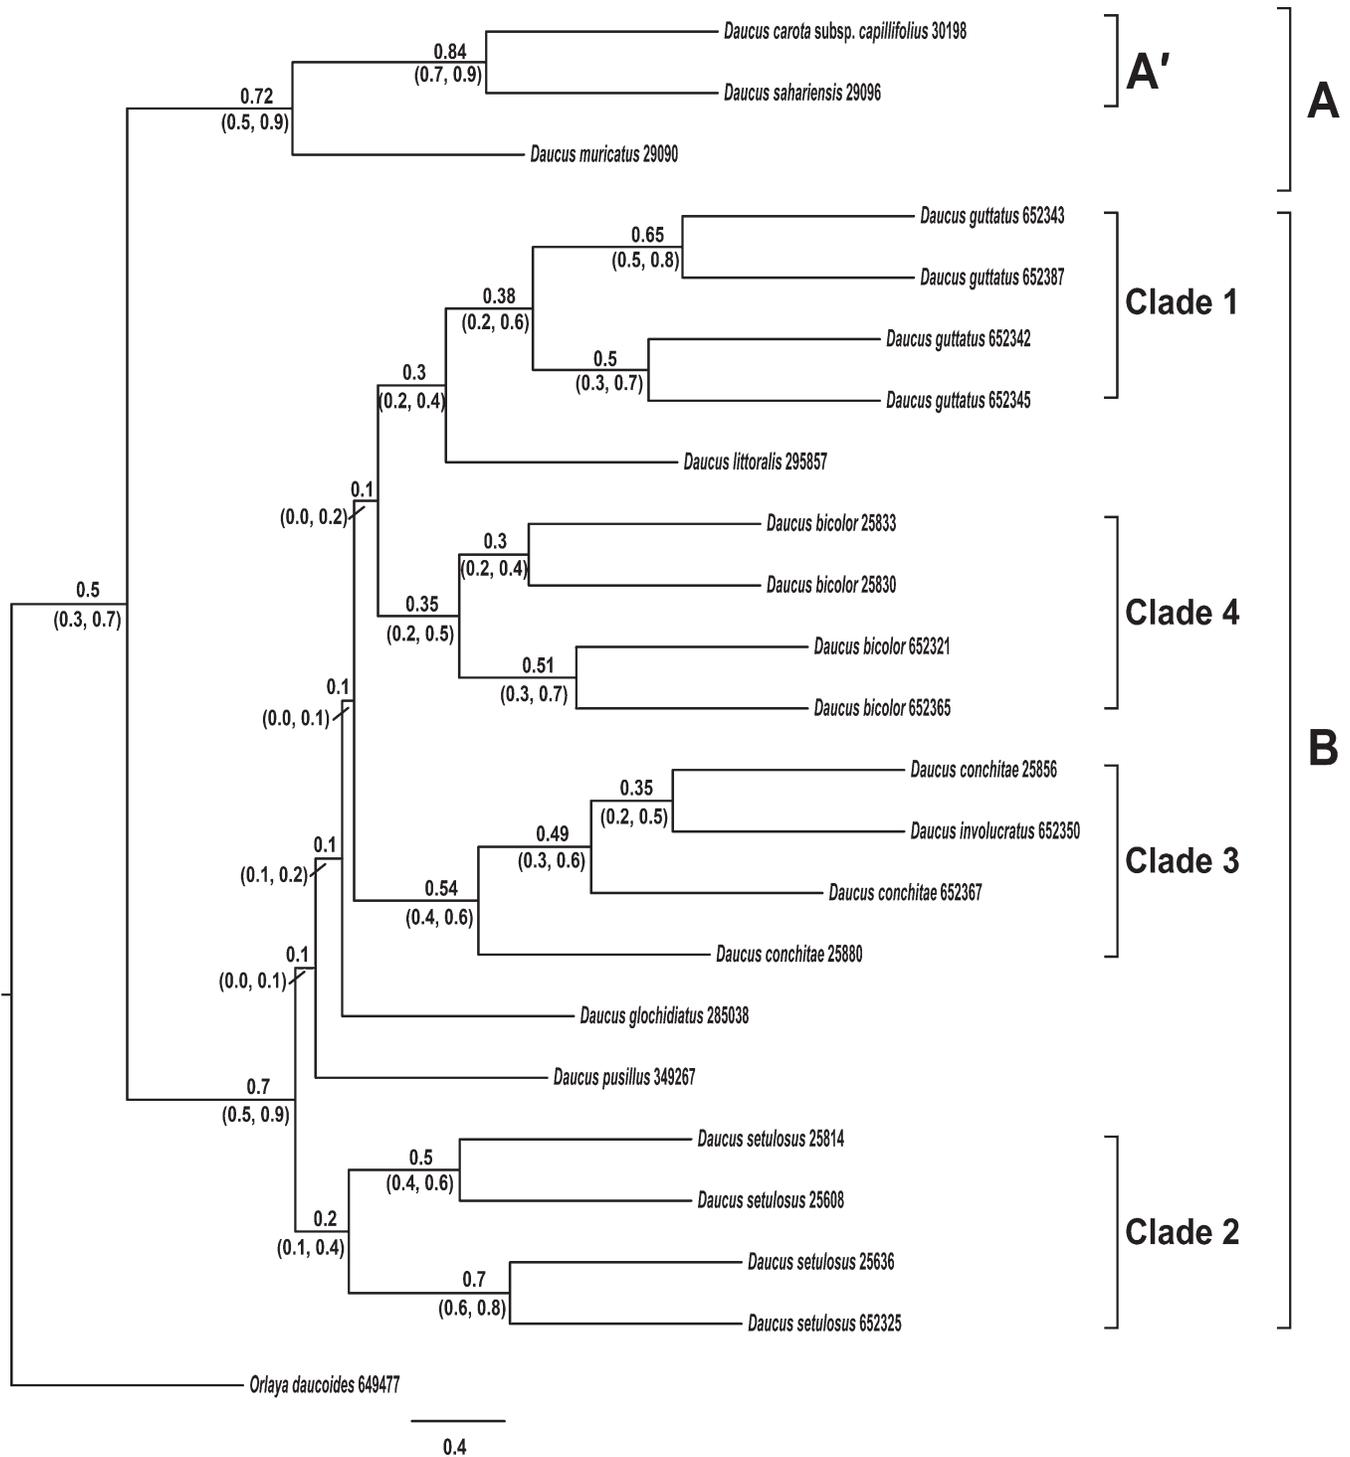 Daucus carota subsp. capillifolius 30198
0.84
(0.7, 0.9)
A′
Daucus sahariensis 29096
0.72
(0.5, 0.9)
A
Daucus muricatus 29090
Daucus guttatus 652343
0.65
(0.5, 0.8)
Daucus guttatus 652387
0.38
(0.2, 0.6)
Clade 1
Daucus guttatus 652342
0.5
(0.3, 0.7)
0.3
(0.2, 0.4)
Daucus guttatus 652345
Daucus littoralis 295857
0.1
(0.0, 0.2)
Daucus bicolor 25833
0.3
(0.2, 0.4)
Daucus bicolor 25830
0.5
(0.3, 0.7)
0.35
(0.2, 0.5)
Clade 4
Daucus bicolor 652321
0.51
(0.3, 0.7)
0.1
(0.0, 0.1)
Daucus bicolor 652365
B
Daucus conchitae 25856
0.35
(0.2, 0.5)
Daucus involucratus 652350
0.49
(0.3, 0.6)
0.1
(0.1, 0.2)
Clade 3
Daucus conchitae 652367
0.54
(0.4, 0.6)
Daucus conchitae 25880
0.1
(0.0, 0.1)
Daucus glochidiatus 285038
Daucus pusillus 349267
0.7
(0.5, 0.9)
Daucus setulosus 25814
0.5
(0.4, 0.6)
Daucus setulosus 25608
0.2
(0.1, 0.4)
Clade 2
Daucus setulosus 25636
0.7
(0.6, 0.8)
Daucus setulosus 652325
Orlaya daucoides 649477
0.4